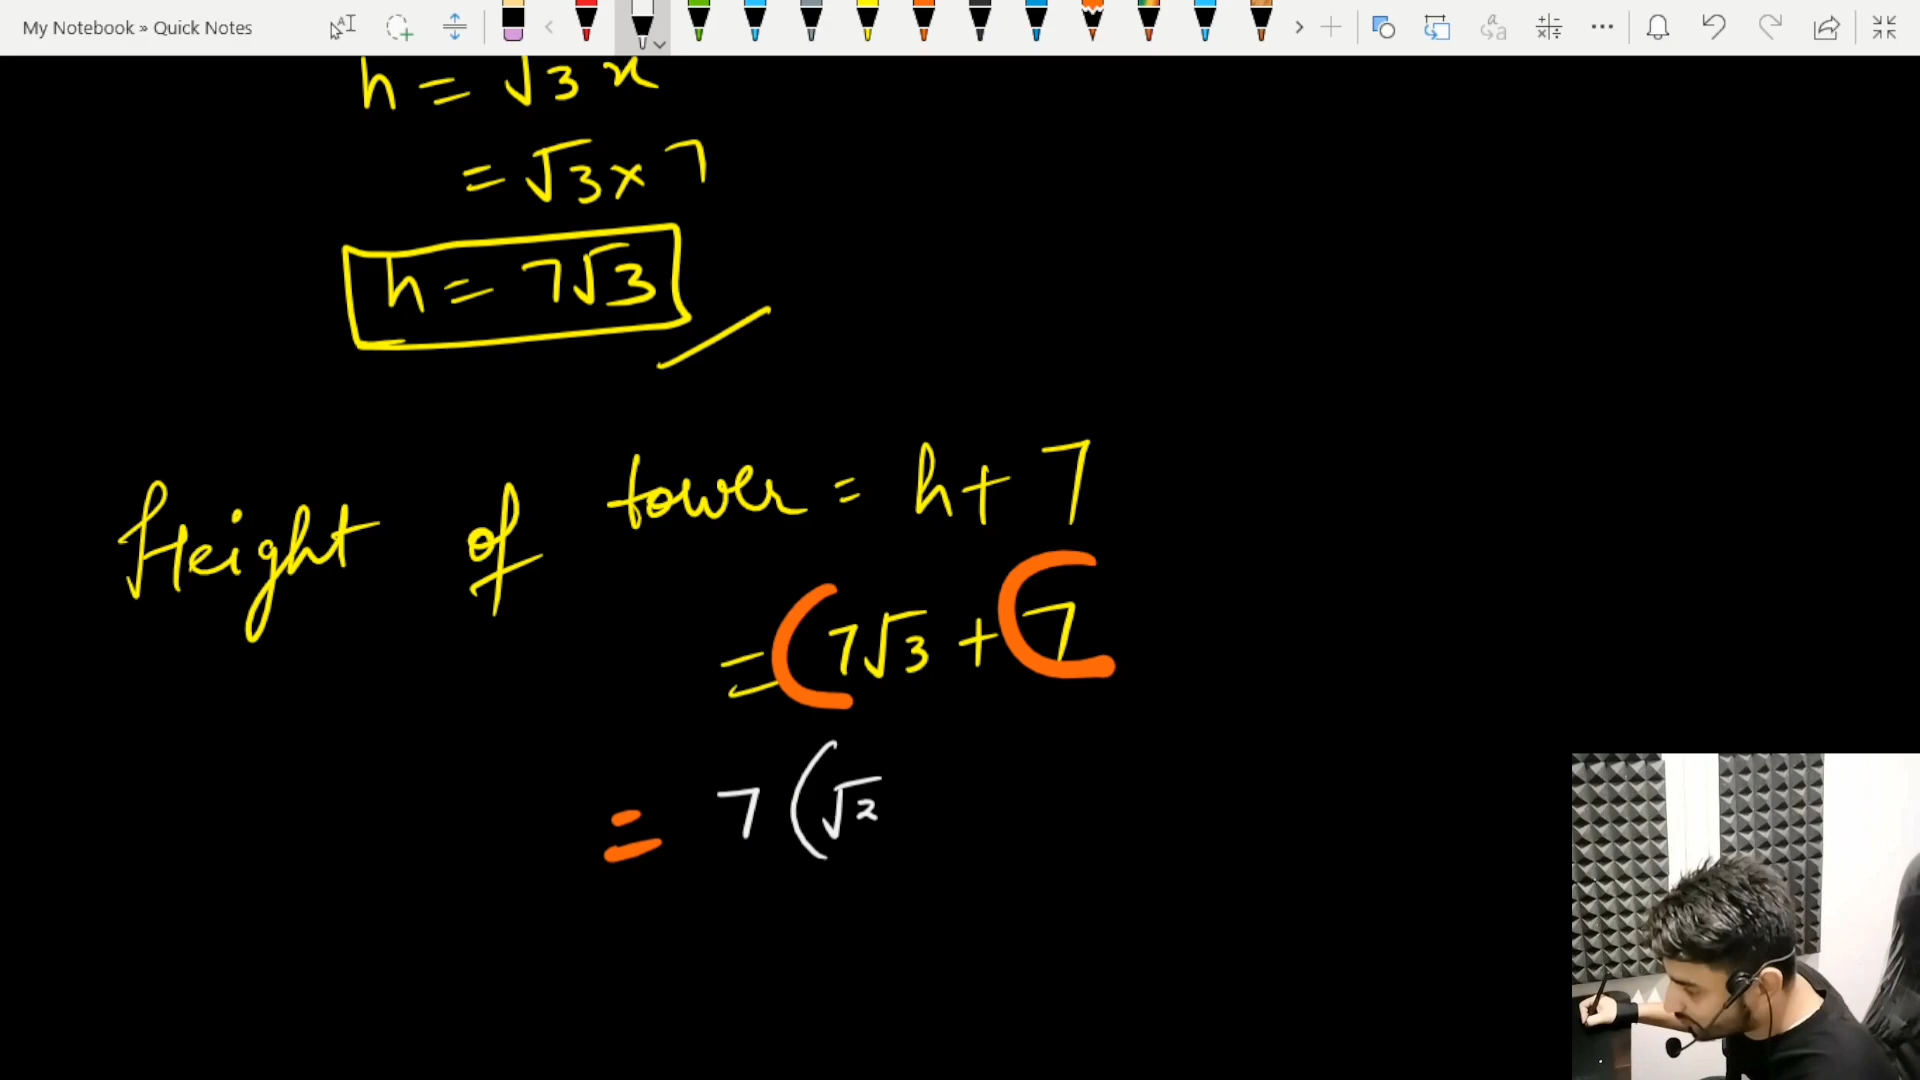 My Notebook » Quick Notes
h = √3 x
= √3 x 7
h = 7√3
Height of tower = h + 7
= 7√3 + 7
= 7 (√2